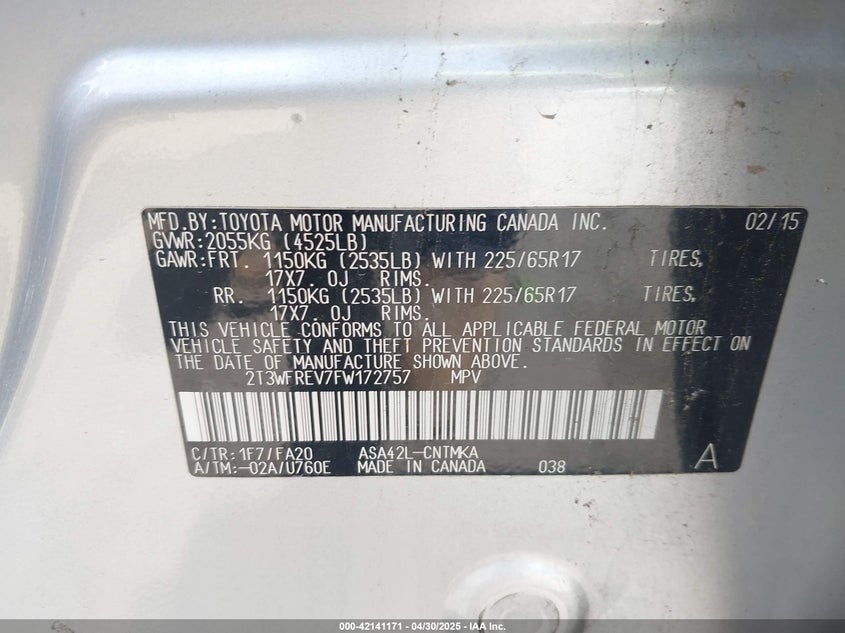 MFD.BY:TOYOTA MOTOR MANUFACTURING CANADA INC. 02/15
GVWR:2055KG (4525LB)
GAWR:FRT. 1150KG (2535LB) WITH 225/65R17 TIRES,
17X7.0J RIMS.
RR. 1150KG (2535LB) WITH 225/65R17 TIRES,
17X7.0J RIMS.
THIS VEHICLE CONFORMS TO ALL APPLICABLE FEDERAL MOTOR
VEHICLE SAFETY AND THEFT PREVENTION STANDARDS IN EFFECT ON
THE DATE OF MANUFACTURE SHOWN ABOVE.
2T3WFREV7FW172757 MPV
C/TR:1F7/FA20 ASA42L-CNTMKA
A/TM:-02A/U760E MADE IN CANADA 038 A
000-42141171 - 04/30/2025 - IAA Inc.